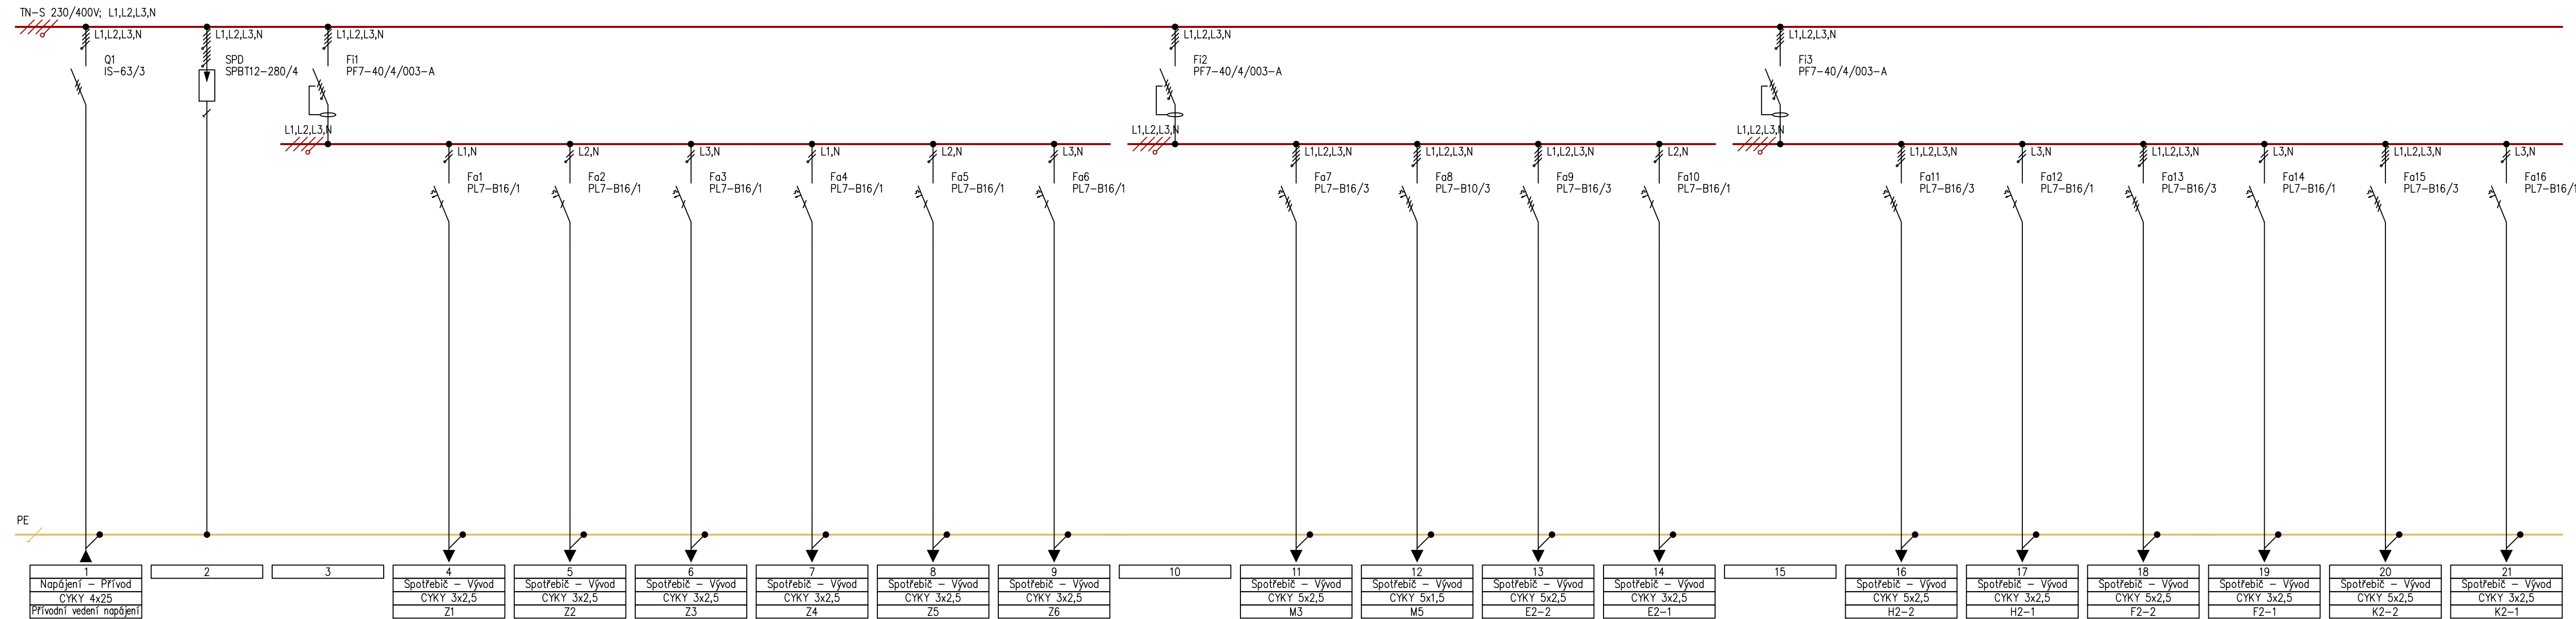 TN-S 230/400V; L1,L2,L3,N
L1,L2,L3,N
L1,L2,L3,N
L1,L2,L3,N
L1,L2,L3,N
L1,L2,L3,N
Q1
IS-63/3
SPD
SPBT12-280/4
Fi1
PF7-40/4/003-A
Fi2
PF7-40/4/003-A
Fi3
PF7-40/4/003-A
L1,L2,L3,N
L1,L2,L3,N
L1,L2,L3,N
L1,N
L2,N
L3,N
L1,N
L2,N
L3,N
L1,L2,L3,N
L1,L2,L3,N
L1,L2,L3,N
L2,N
L1,L2,L3,N
L3,N
L1,L2,L3,N
L3,N
L1,L2,L3,N
L3,N
Fa1
PL7-B16/1
Fa2
PL7-B16/1
Fa3
PL7-B16/1
Fa4
PL7-B16/1
Fa5
PL7-B16/1
Fa6
PL7-B16/1
Fa7
PL7-B16/3
Fa8
PL7-B10/3
Fa9
PL7-B16/3
Fa10
PL7-B16/1
Fa11
PL7-B16/3
Fa12
PL7-B16/1
Fa13
PL7-B16/3
Fa14
PL7-B16/1
Fa15
PL7-B16/3
Fa16
PL7-B16/1
PE
1
Napájení - Přívod
CYKY 4x25
Přívodní vedení napájení
2
3
4
Spotřebič - Vývod
CYKY 3x2,5
Z1
5
Spotřebič - Vývod
CYKY 3x2,5
Z2
6
Spotřebič - Vývod
CYKY 3x2,5
Z3
7
Spotřebič - Vývod
CYKY 3x2,5
Z4
8
Spotřebič - Vývod
CYKY 3x2,5
Z5
9
Spotřebič - Vývod
CYKY 3x2,5
Z6
10
11
Spotřebič - Vývod
CYKY 5x2,5
M3
12
Spotřebič - Vývod
CYKY 5x1,5
M5
13
Spotřebič - Vývod
CYKY 5x2,5
E2-2
14
Spotřebič - Vývod
CYKY 3x2,5
E2-1
15
16
Spotřebič - Vývod
CYKY 5x2,5
H2-2
17
Spotřebič - Vývod
CYKY 3x2,5
H2-1
18
Spotřebič - Vývod
CYKY 5x2,5
F2-2
19
Spotřebič - Vývod
CYKY 3x2,5
F2-1
20
Spotřebič - Vývod
CYKY 5x2,5
K2-2
21
Spotřebič - Vývod
CYKY 3x2,5
K2-1